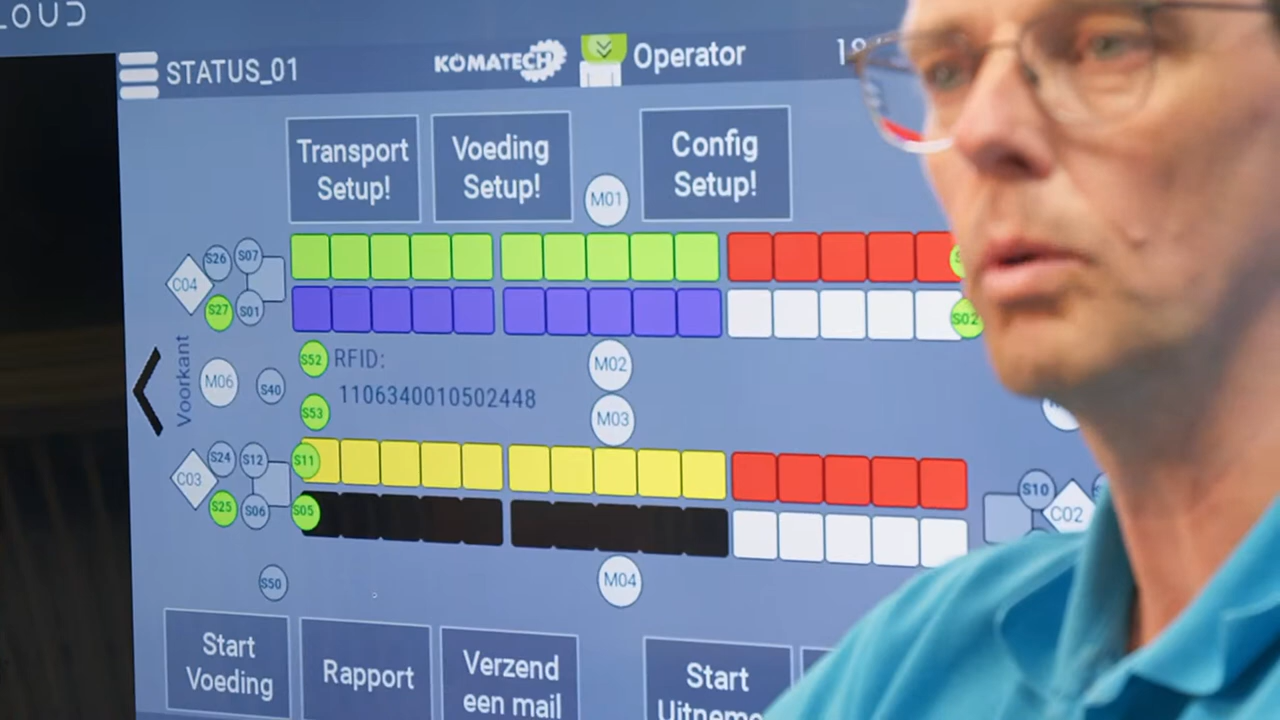 LOUD
STATUS_01
KOMATECH
Operator
Transport
Setup!
Voeding
Setup!
Config
Setup!
M01
S26
S07
C04
S27
S01
S02
Voorkant
M06
S40
S52
RFID:
1106340010502448
S53
M02
M03
S24
S12
S11
C03
S25
S06
S05
S10
C02
S50
M04
Start
Voeding
Rapport
Verzend
een mail
Start